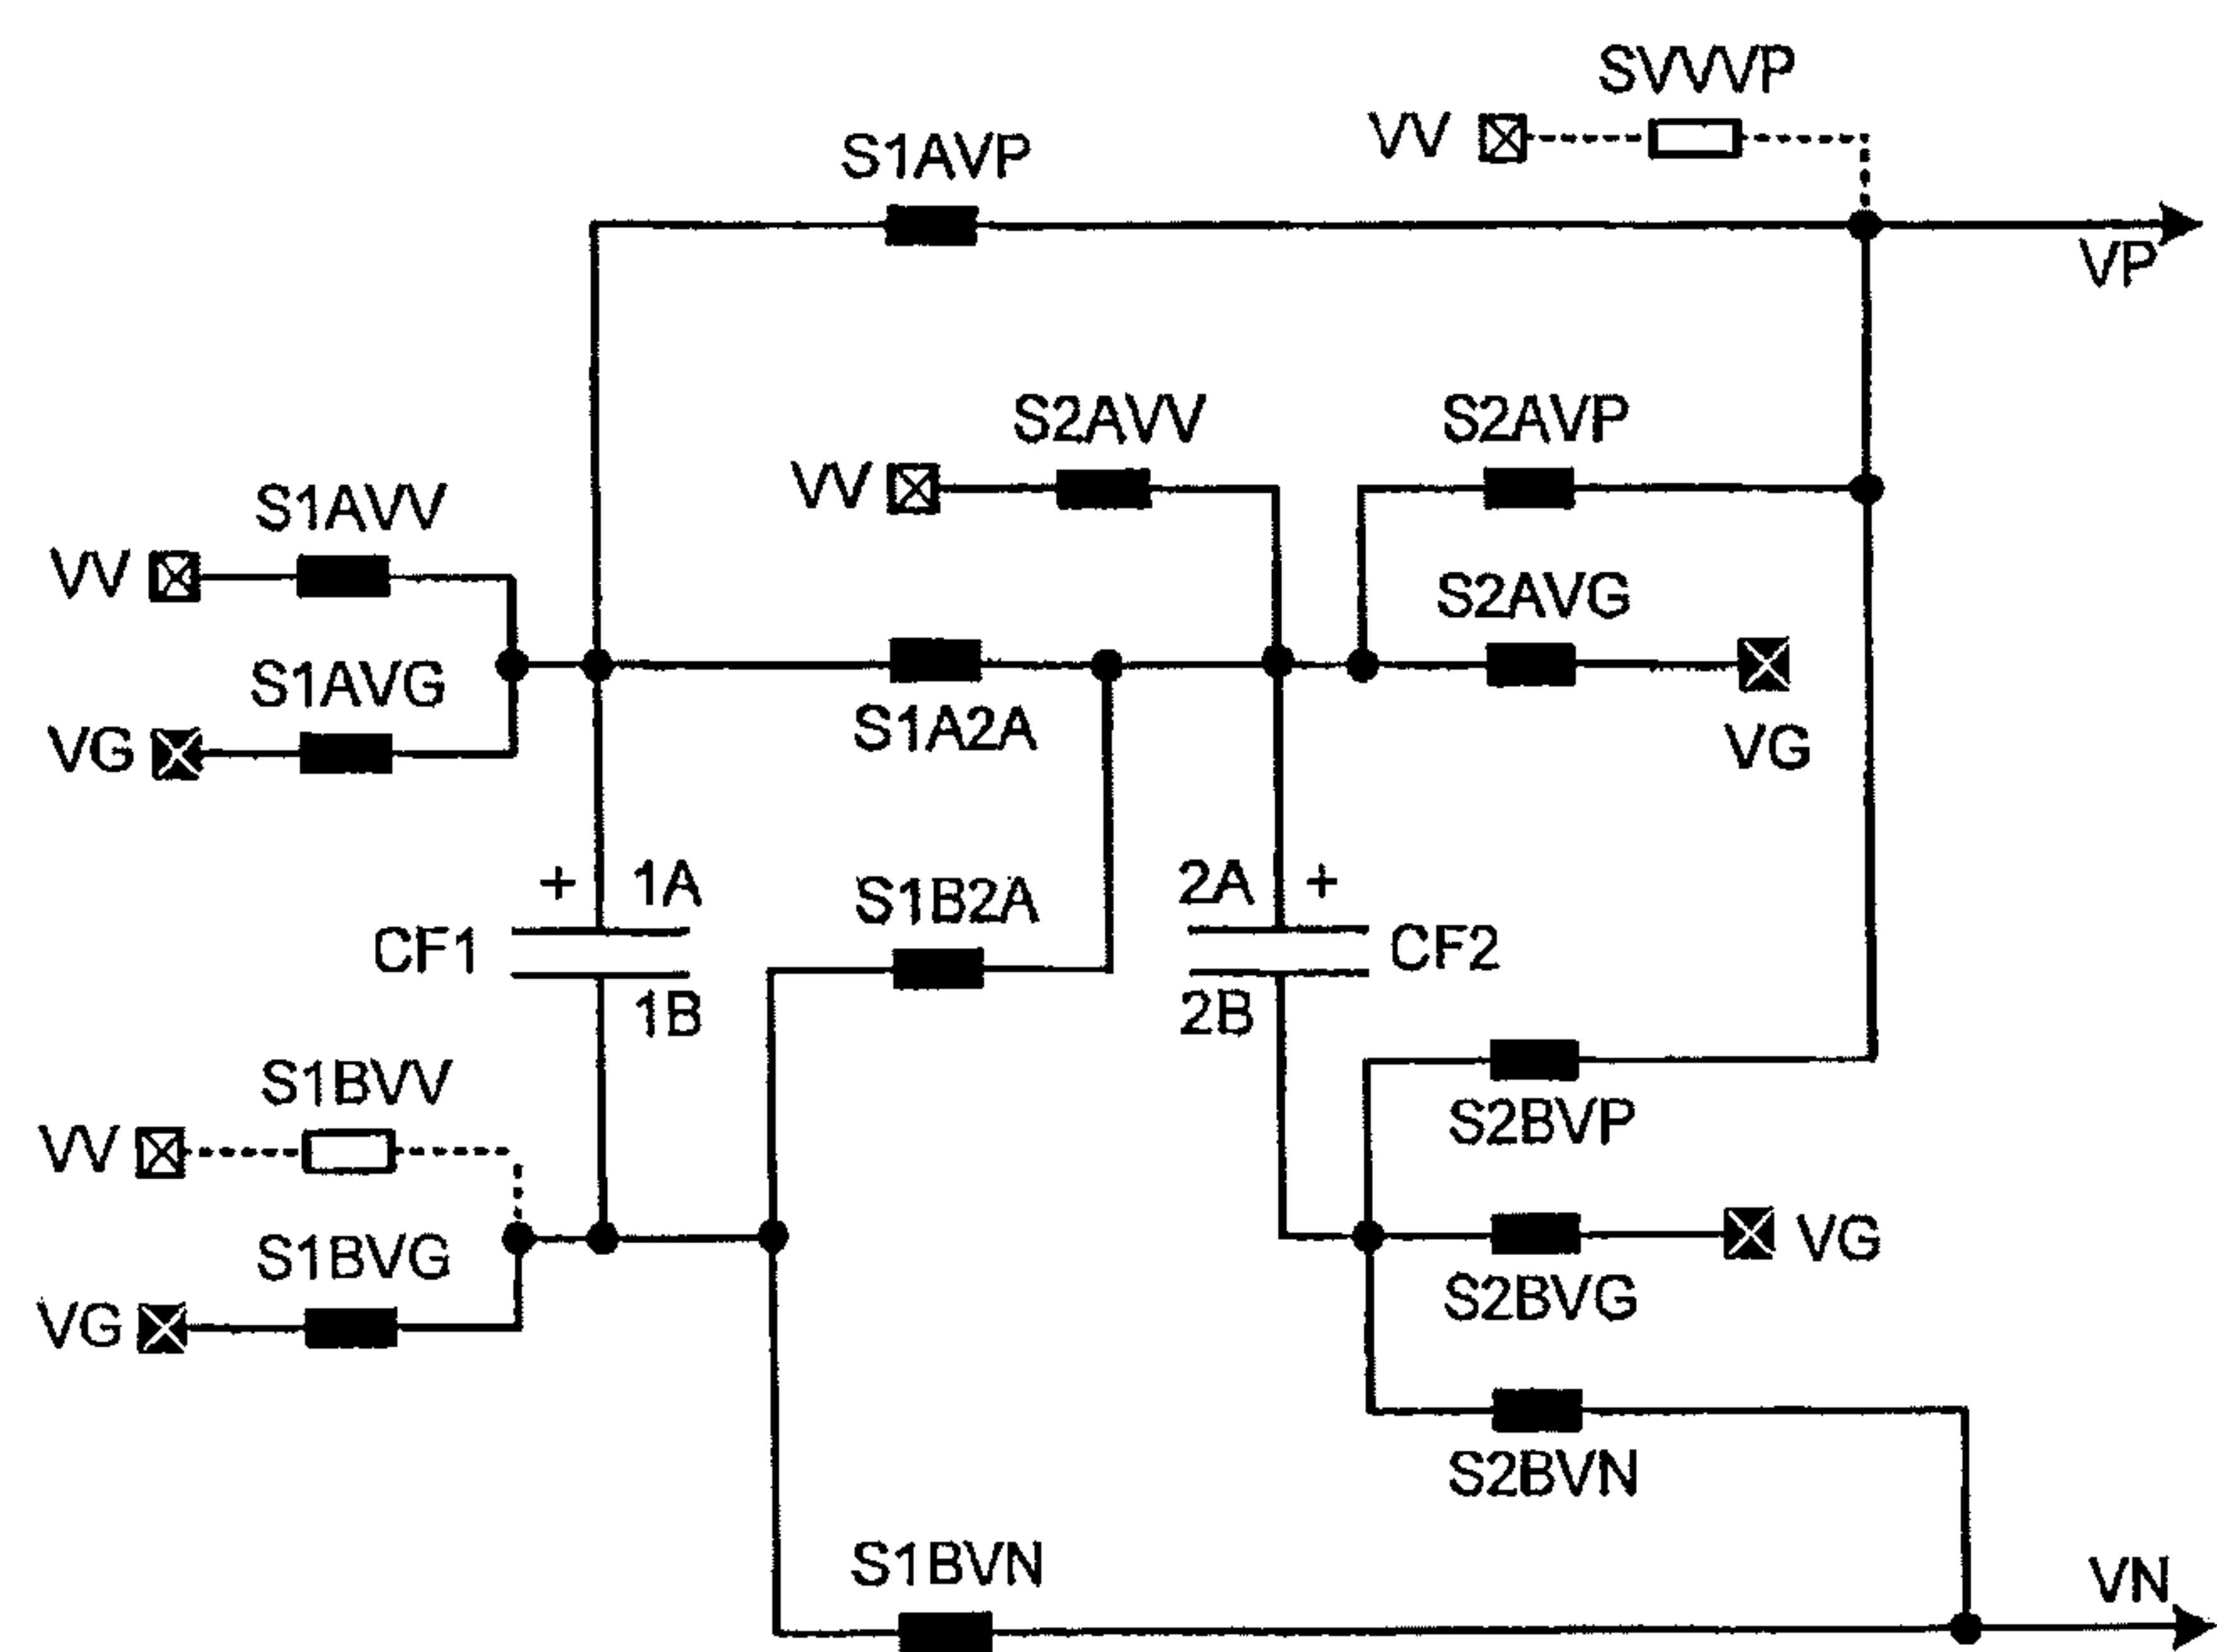 SVVVP
VV
S1AVP
VP
S2AVV
S2AVP
VV
S1AVV
VV
S2AVG
S1AVG
VG
S1A2A
VG
+ 1A
2A +
S1B2A
CF1
CF2
1B
2B
S1BVV
VV
S2BVP
S1BVG
VG
VG
S2BVG
S2BVN
S1BVN
VN